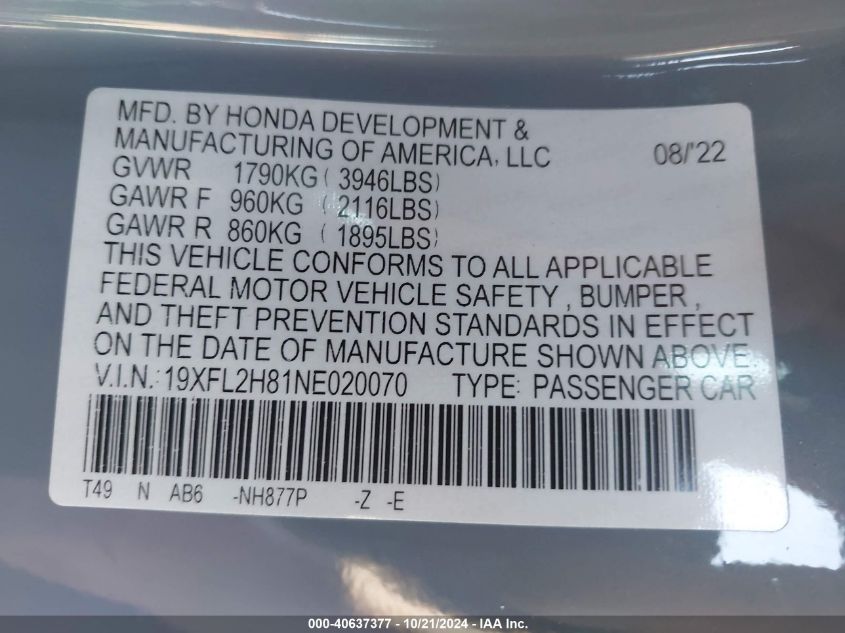 MFD. BY HONDA DEVELOPMENT &
MANUFACTURING OF AMERICA, LLC 08/'22
GVWR 1790KG ( 3946LBS)
GAWR F 960KG ( 2116LBS)
GAWR R 860KG ( 1895LBS)
THIS VEHICLE CONFORMS TO ALL APPLICABLE
FEDERAL MOTOR VEHICLE SAFETY , BUMPER ,
AND THEFT PREVENTION STANDARDS IN EFFECT
ON THE DATE OF MANUFACTURE SHOWN ABOVE.
V.I.N.: 19XFL2H81NE020070 TYPE: PASSENGER CAR
T49 N AB6 -NH877P -Z -E
000-40637377 - 10/21/2024 - IAA Inc.